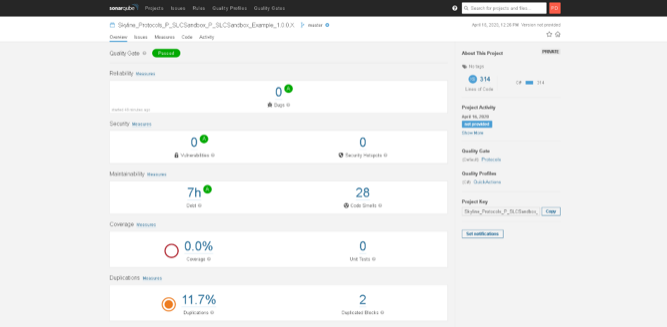 sonarqube Projects Issues Rules Quality Profiles Quality Gates Search for projects and files...
Skyline_Protocols_P_SLCSandbox_P_SLCSandbox_Example_1.0.0.X master
April 16, 2020, 12:28 PM Version not provided
Overview Issues Measures Code Activity
Quality Gate Passed
Reliability Measures
0 A
Bugs
Security Measures
0 A
Vulnerabilities
0
Security Hotspots
Maintainability Measures
7h A
Debt
28
Code Smells
Coverage Measures
0.0%
Coverage
0
Unit Tests
Duplications Measures
11.7%
Duplications
2
Duplicated Blocks
About This Project PRIVATE
No tags
314
Lines of Code
C# 314
Project Activity
April 16, 2020
not provided
Show More
Quality Gate
(Default) Protocols
Quality Profiles
(C#) QuickActions
Project Key
Skyline_Protocols_P_SLCSandbox_ Copy
Get notifications